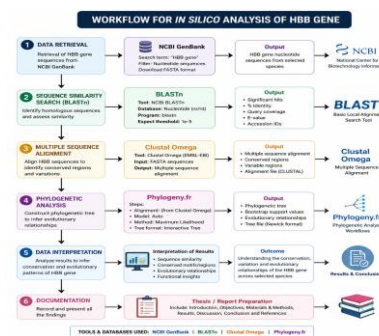 WORKFLOW FOR IN SILICO ANALYSIS OF HBB GENE
1 DATA RETRIEVAL
Retrieval of HBB gene
sequences from
NCBI GenBank
NCBI GenBank
Search term: "HBB gene"
Filter: Nucleotide sequences
Download FASTA format
Output
HBB gene nucleotide
sequences from selected
species
NCBI
National Center for
Biotechnology Information
2 SEQUENCE SIMILARITY
SEARCH (BLASTn)
Identify homologous sequences
and assess similarity
BLASTn
Tool: NCBI BLASTn
Database: Nucleotide (nr/nt)
Program: blastn
Output
• Significant hits
• % Identity
• Query coverage
• E-value
• Accession IDs
BLAST
Basic Local Alignment
Search Tool
3 MULTIPLE SEQUENCE
ALIGNMENT
Align HBB sequences to
identify conserved regions
and variations
Clustal Omega
Tool: Clustal Omega (EMBL-EBI)
Input: FASTA sequences
Output: Multiple sequence
alignment
Output
• Multiple sequence alignment
• Conserved regions
• Variable regions
• Alignment file (CLUSTAL)
Clustal
Omega
Multiple Sequence
Alignment
4 PHYLOGENETIC
ANALYSIS
Construct phylogenetic tree
to infer evolutionary
relationships
Phylogeny.fr
Steps:
• Alignment (from Clustal Omega)
• Model: Auto
• Method: Maximum Likelihood
• Tree format: Interactive Tree
Output
• Phylogenetic tree
• Bootstrap support values
• Evolutionary relationships
• Tree file (Newick format)
Phylogeny.fr
Phylogenetic Analysis
Workflows
5 DATA INTERPRETATION
Analyze results to infer
conservation and evolutionary
patterns of HBB gene
Interpretation of Results
• Sequence similarity
• Conserved motifs/regions
• Evolutionary relationships
• Functional insights
Outcome
Understanding the conservation,
variation and evolutionary
relationships of the HBB gene
across selected species
Results & Conclusion
6 DOCUMENTATION
Record and present all
the findings
Thesis / Report Preparation
Include Introduction, Objectives, Materials & Methods,
Results, Discussion, Conclusion and References
TOOLS & DATABASES USED: NCBI GenBank | BLASTn | Clustal Omega | Phylogeny.fr